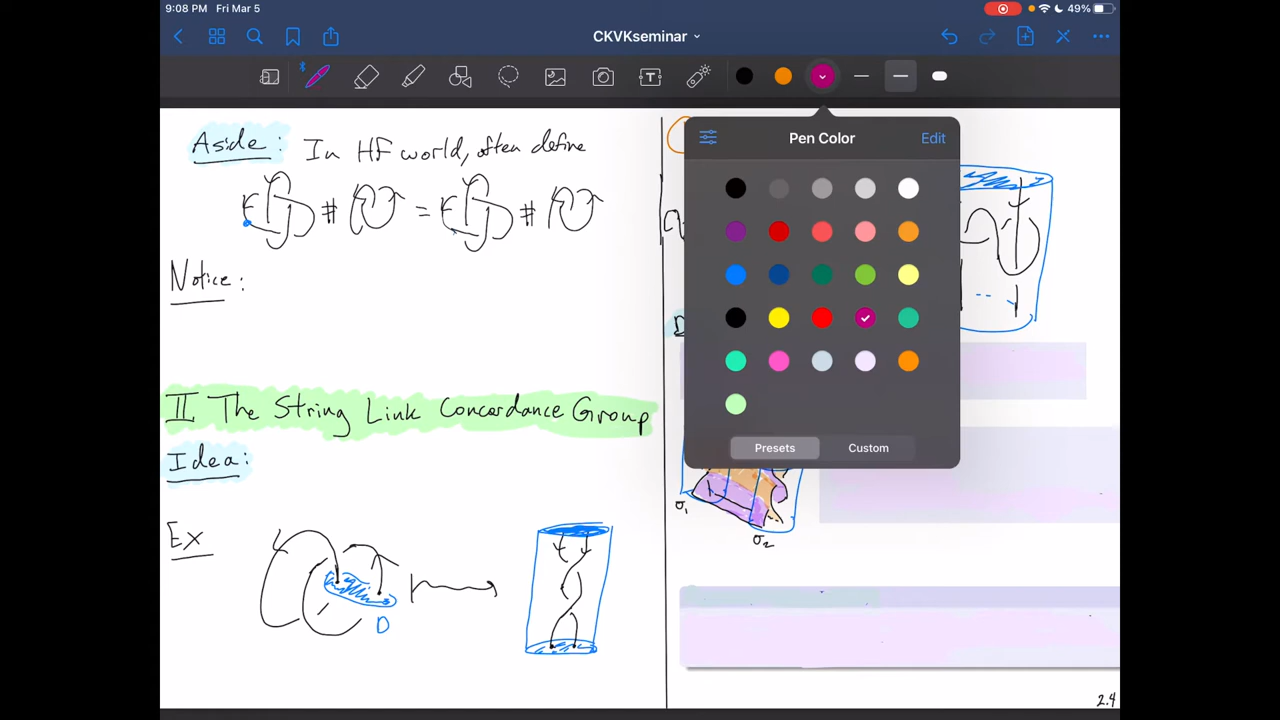 9:08 PM Fri Mar 5
49%
CKVKseminar
Pen Color
Edit
Presets
Custom
Aside: In HF world, often define
# =
#
Notice:
II The String Link Concordance Group
Idea:
Ex
D
σ1
σ2
2.4